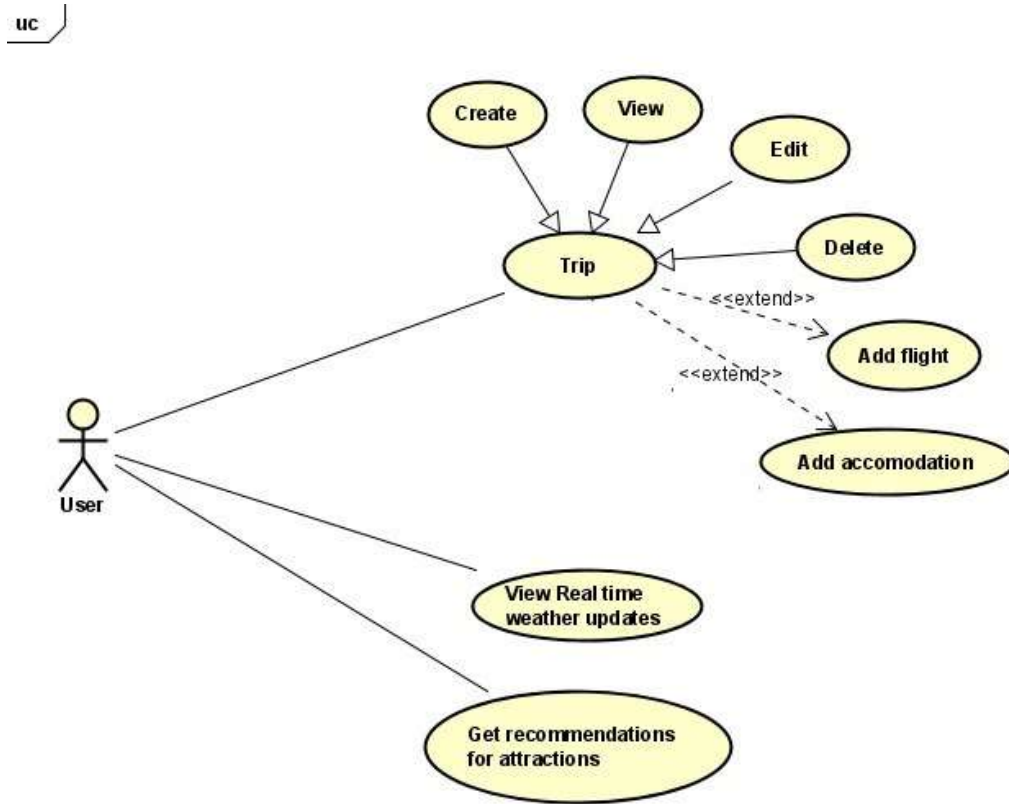 uc
Create
View
Edit
Trip
Delete
<<extend>>
Add flight
<<extend>>
Add accomodation
User
View Real time
weather updates
Get recommendations
for attractions